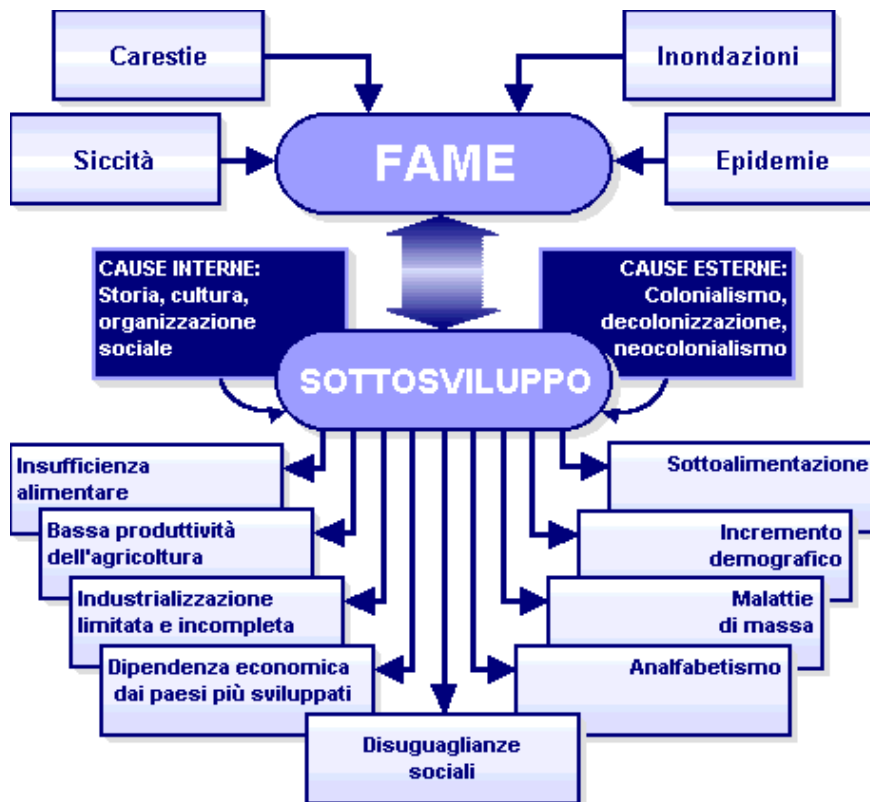 Carestie
Inondazioni
Siccità
FAME
Epidemie
CAUSE INTERNE:
Storia, cultura,
organizzazione
sociale
CAUSE ESTERNE:
Colonialismo,
decolonizzazione,
neocolonialismo
SOTTOSVILUPPO
Insufficienza
alimentare
Bassa produttività
dell'agricoltura
Industrializzazione
limitata e incompleta
Dipendenza economica
dai paesi più sviluppati
Disuguaglianze
sociali
Sottoalimentazione
Incremento
demografico
Malattie
di massa
Analfabetismo